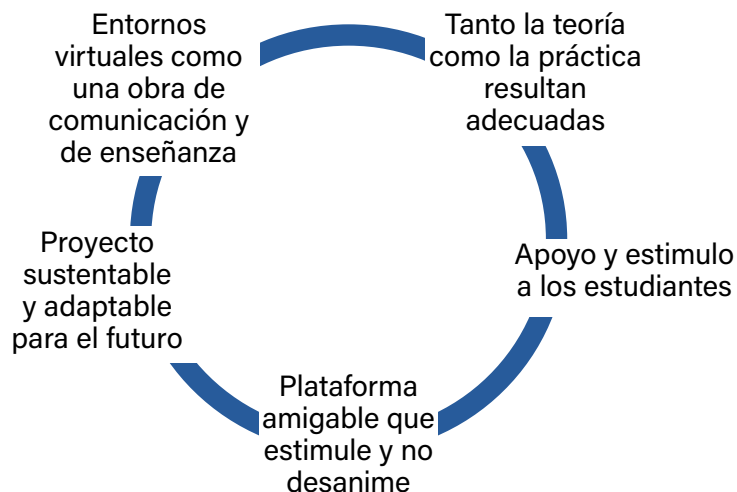 Entornos
virtuales como
una obra de
comunicación y
de enseñanza
Tanto la teoría
como la práctica
resultan
adecuadas
Apoyo y estimulo
a los estudiantes
Plataforma
amigable que
estimule y no
desanime
Proyecto
sustentable
y adaptable
para el futuro